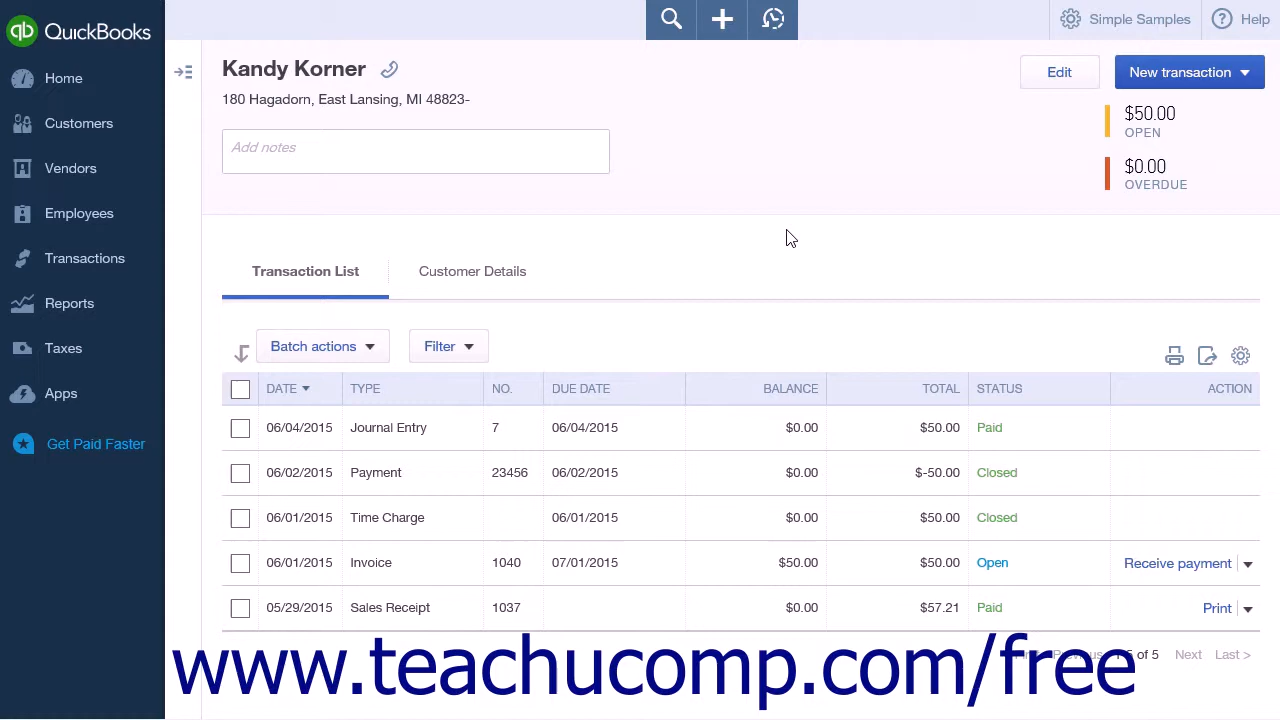 QuickBooks
Simple Samples
Help
Home
Customers
Vendors
Employees
Transactions
Reports
Taxes
Apps
Get Paid Faster
Kandy Korner
180 Hagadorn, East Lansing, MI 48823-
Add notes
Edit
New transaction
$50.00
OPEN
$0.00
OVERDUE
Transaction List Customer Details
Batch actions Filter
DATE TYPE NO. DUE DATE BALANCE TOTAL STATUS ACTION
06/04/2015 Journal Entry 7 06/04/2015 $0.00 $50.00 Paid
06/02/2015 Payment 23456 06/02/2015 $0.00 $-50.00 Closed
06/01/2015 Time Charge 06/01/2015 $0.00 $50.00 Closed
06/01/2015 Invoice 1040 07/01/2015 $50.00 $50.00 Open Receive payment
05/29/2015 Sales Receipt 1037 $0.00 $57.21 Paid Print
5 of 5 Next Last >
www.teachucomp.com/free